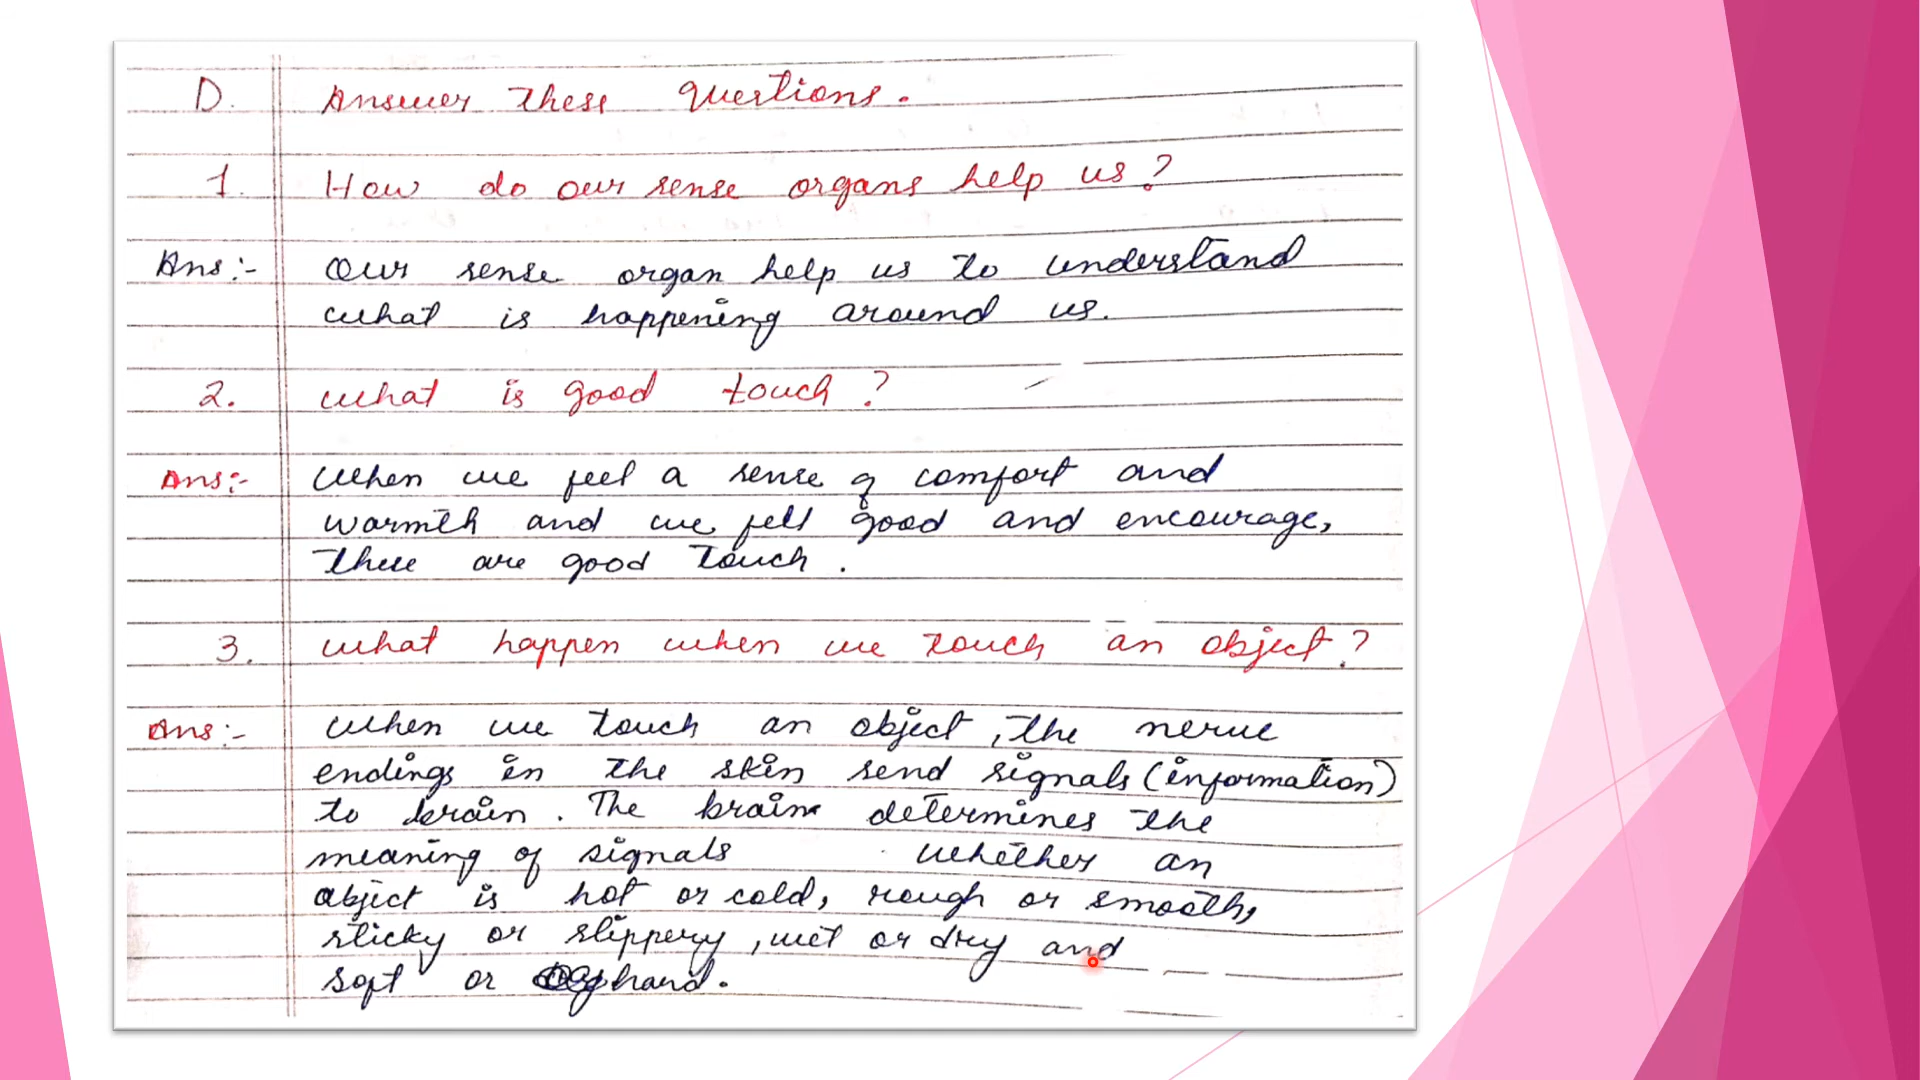 D. Answer These Questions.
1. How do our sense organs help us?
Ans:- Our sense organ help us to understand
what is happening around us.
2. what is good touch?
Ans:- When we feel a sense of comfort and
warmth and we felt good and encourage,
these are good touch.
3. what happen when we touch an object?
Ans:- When we touch an object, the nerve
endings in the skin send signals (information)
to brain. The brain determines the
meaning of signals whether an
object is hot or cold, rough or smooth,
sticky or slippery, wet or dry and
soft or hard.